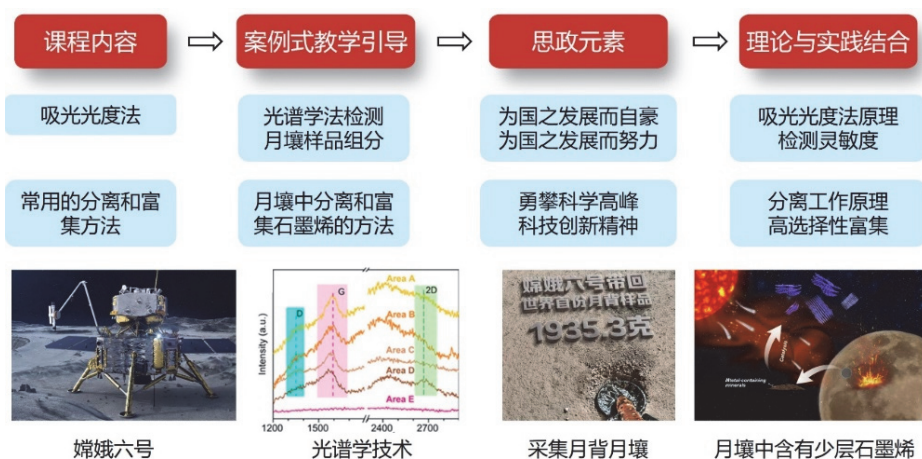 课程内容
案例式教学引导
思政元素
理论与实践结合
吸光光度法
光谱学法检测
月壤样品组分
为国之发展而自豪
为国之发展而努力
吸光光度法原理
检测灵敏度
常用的分离和富
集方法
月壤中分离和富
集石墨烯的方法
勇攀科学高峰
科技创新精神
分离工作原理
高选择性富集
Intensity (a.u.)
D
G
2D
Area A
Area B
Area C
Area D
Area E
1200
1500
2400
2700
嫦娥六号带回
世界首份月背样品
1935.3克
Catalysis
Metal-containing
minerals
嫦娥六号
光谱学技术
采集月背月壤
月壤中含有少层石墨烯